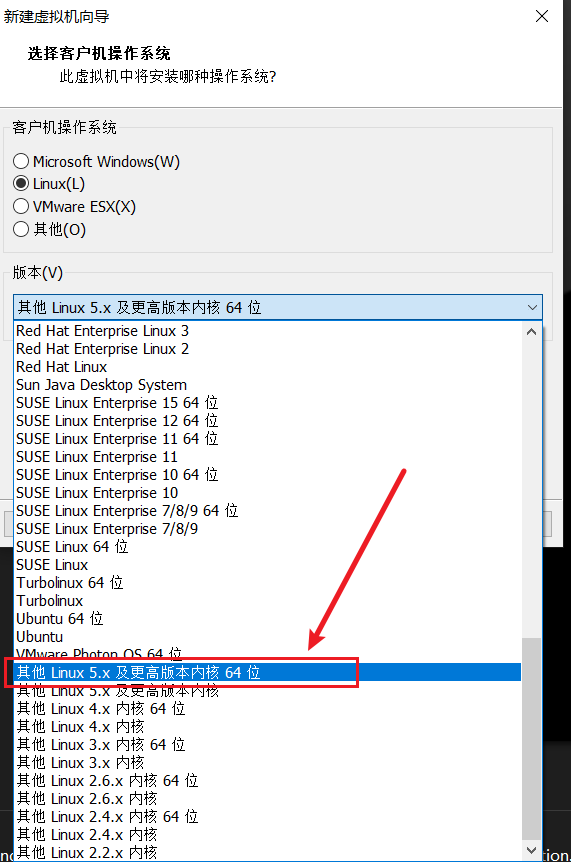 新建虚拟机向导
选择客户机操作系统
此虚拟机中将安装哪种操作系统?
客户机操作系统
Microsoft Windows(W)
Linux(L)
VMware ESX(X)
其他(O)
版本(V)
其他 Linux 5.x 及更高版本内核 64 位
Red Hat Enterprise Linux 3
Red Hat Enterprise Linux 2
Red Hat Linux
Sun Java Desktop System
SUSE Linux Enterprise 15 64 位
SUSE Linux Enterprise 12 64 位
SUSE Linux Enterprise 11 64 位
SUSE Linux Enterprise 11
SUSE Linux Enterprise 10 64 位
SUSE Linux Enterprise 10
SUSE Linux Enterprise 7/8/9 64 位
SUSE Linux Enterprise 7/8/9
SUSE Linux 64 位
SUSE Linux
Turbolinux 64 位
Turbolinux
Ubuntu 64 位
Ubuntu
VMware Photon OS 64 位
其他 Linux 5.x 及更高版本内核 64 位
其他 Linux 5.x 及更高版本内核
其他 Linux 4.x 内核 64 位
其他 Linux 4.x 内核
其他 Linux 3.x 内核 64 位
其他 Linux 3.x 内核
其他 Linux 2.6.x 内核 64 位
其他 Linux 2.6.x 内核
其他 Linux 2.4.x 内核 64 位
其他 Linux 2.4.x 内核
其他 Linux 2.2.x 内核